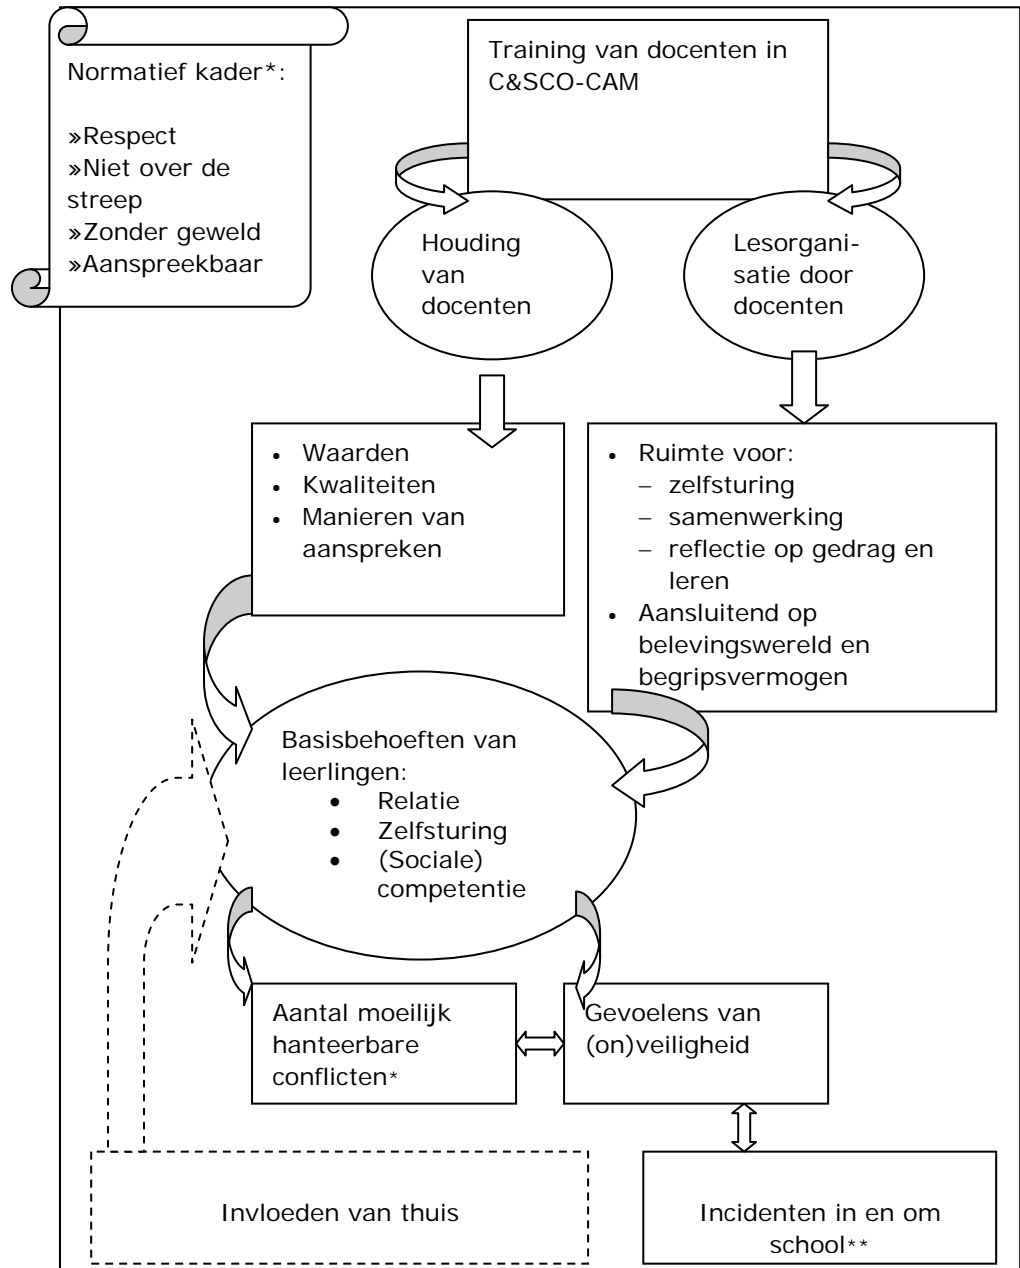 Normatief kader*:
»Respect
»Niet over de
streep
»Zonder geweld
»Aanspreekbaar
Training van docenten in
C&SCO-CAM
Houding
van
docenten
Lesorgani-
satie door
docenten
• Waarden
• Kwaliteiten
• Manieren van
aanspreken
• Ruimte voor:
– zelfsturing
– samenwerking
– reflectie op gedrag en
leren
• Aansluitend op
belevingswereld en
begripsvermogen
Basisbehoeften van
leerlingen:
• Relatie
• Zelfsturing
• (Sociale)
competentie
Aantal moeilijk
hanteerbare
conflicten*
Gevoelens van
(on)veiligheid
Invloeden van thuis
Incidenten in en om
school**